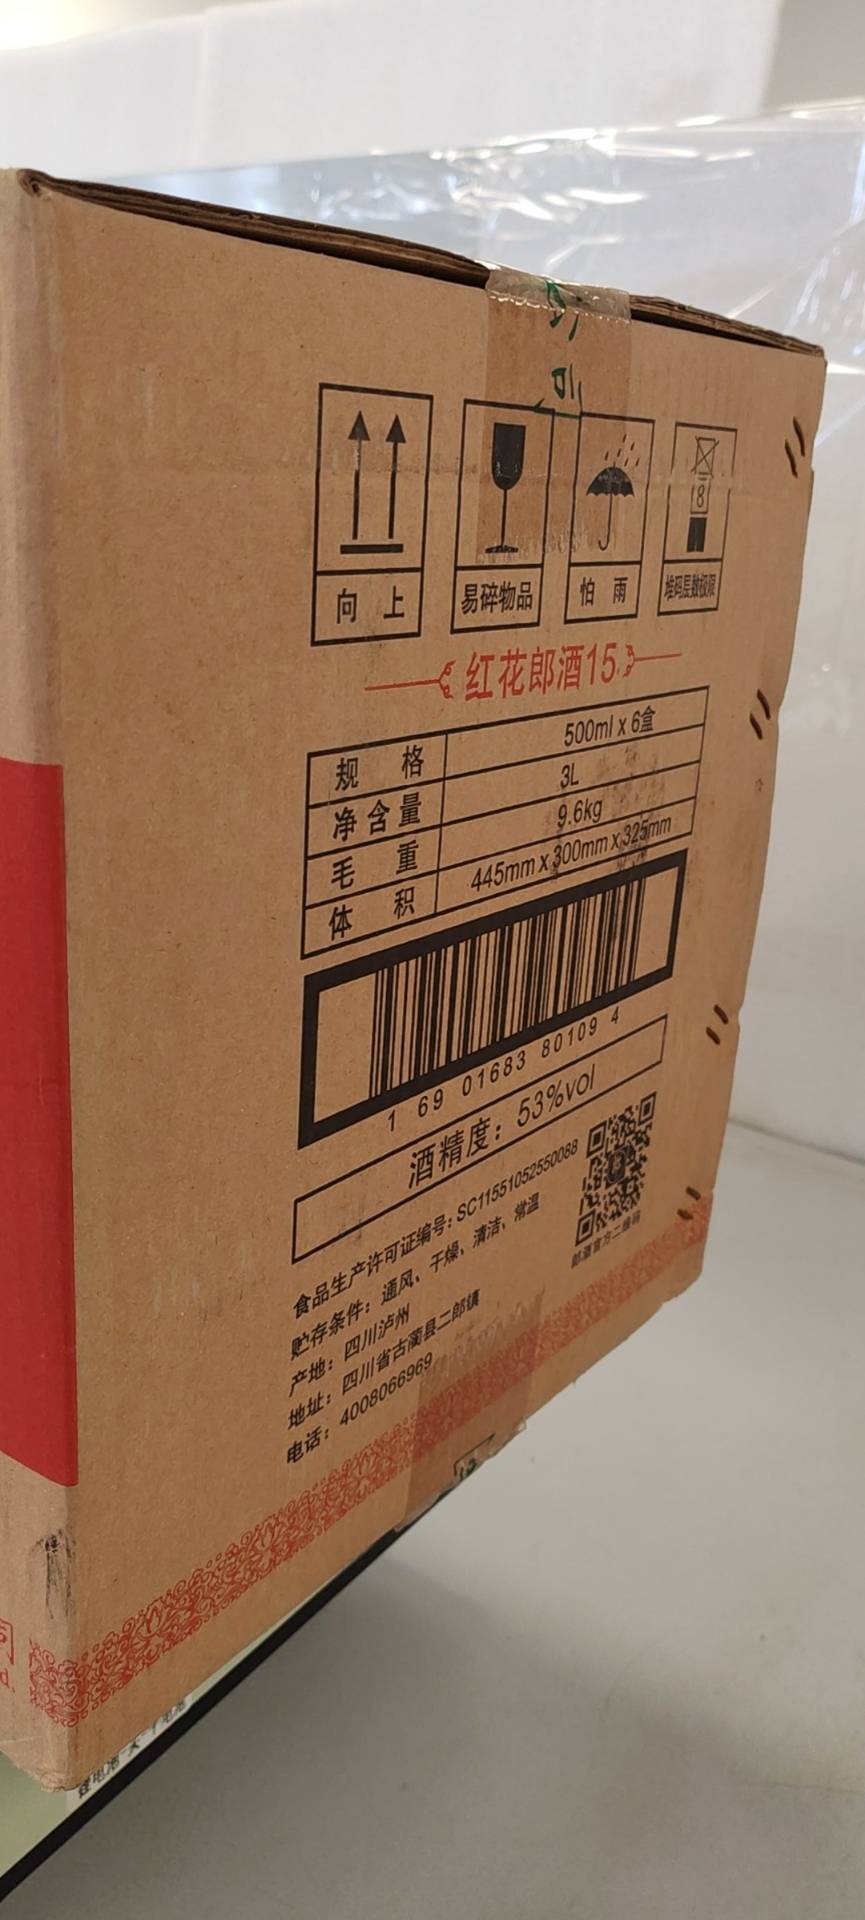 向上
易碎物品
怕雨
8
堆码层数极限
红花郎酒15
规格 500ml x 6盒
净含量 3L
毛重 9.6kg
体积 445mm x 300mm x 325mm
1 69 01683 80109 4
酒精度：53%vol
食品生产许可证编号：SC11551052550088
贮存条件：通风、干燥、清洁、常温
产地：四川泸州
地址：四川省古蔺县二郎镇
电话：4008066969
郎酒官方二维码
司
d.